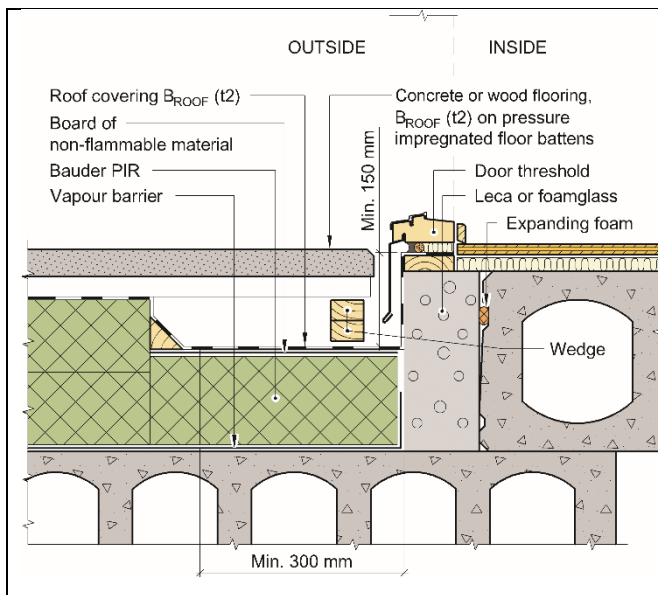 OUTSIDE
INSIDE
Roof covering BROOF (t2)
Board of
non-flammable material
Bauder PIR
Vapour barrier
Concrete or wood flooring,
BROOF (t2) on pressure
impregnated floor battens
Min. 150 mm
Door threshold
Leca or foamglass
Expanding foam
Wedge
Min. 300 mm